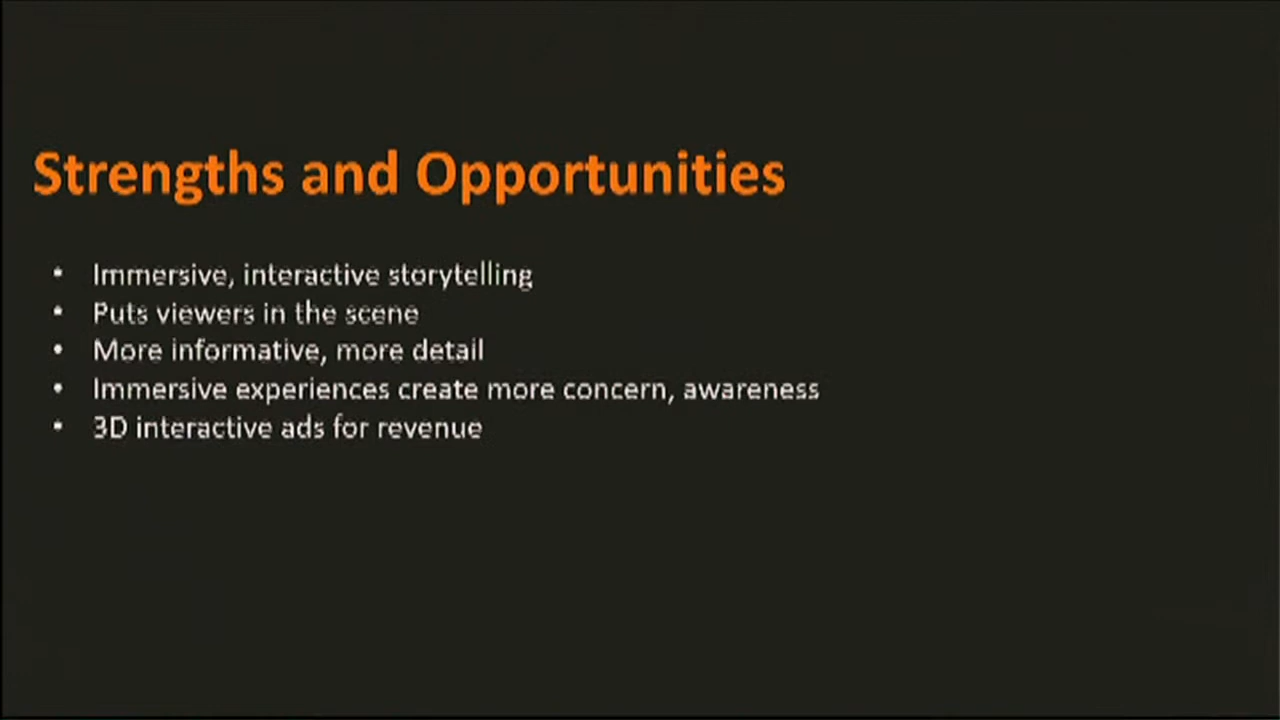 Strengths and Opportunities
• Immersive, interactive storytelling
• Puts viewers in the scene
• More informative, more detail
• Immersive experiences create more concern, awareness
• 3D interactive ads for revenue